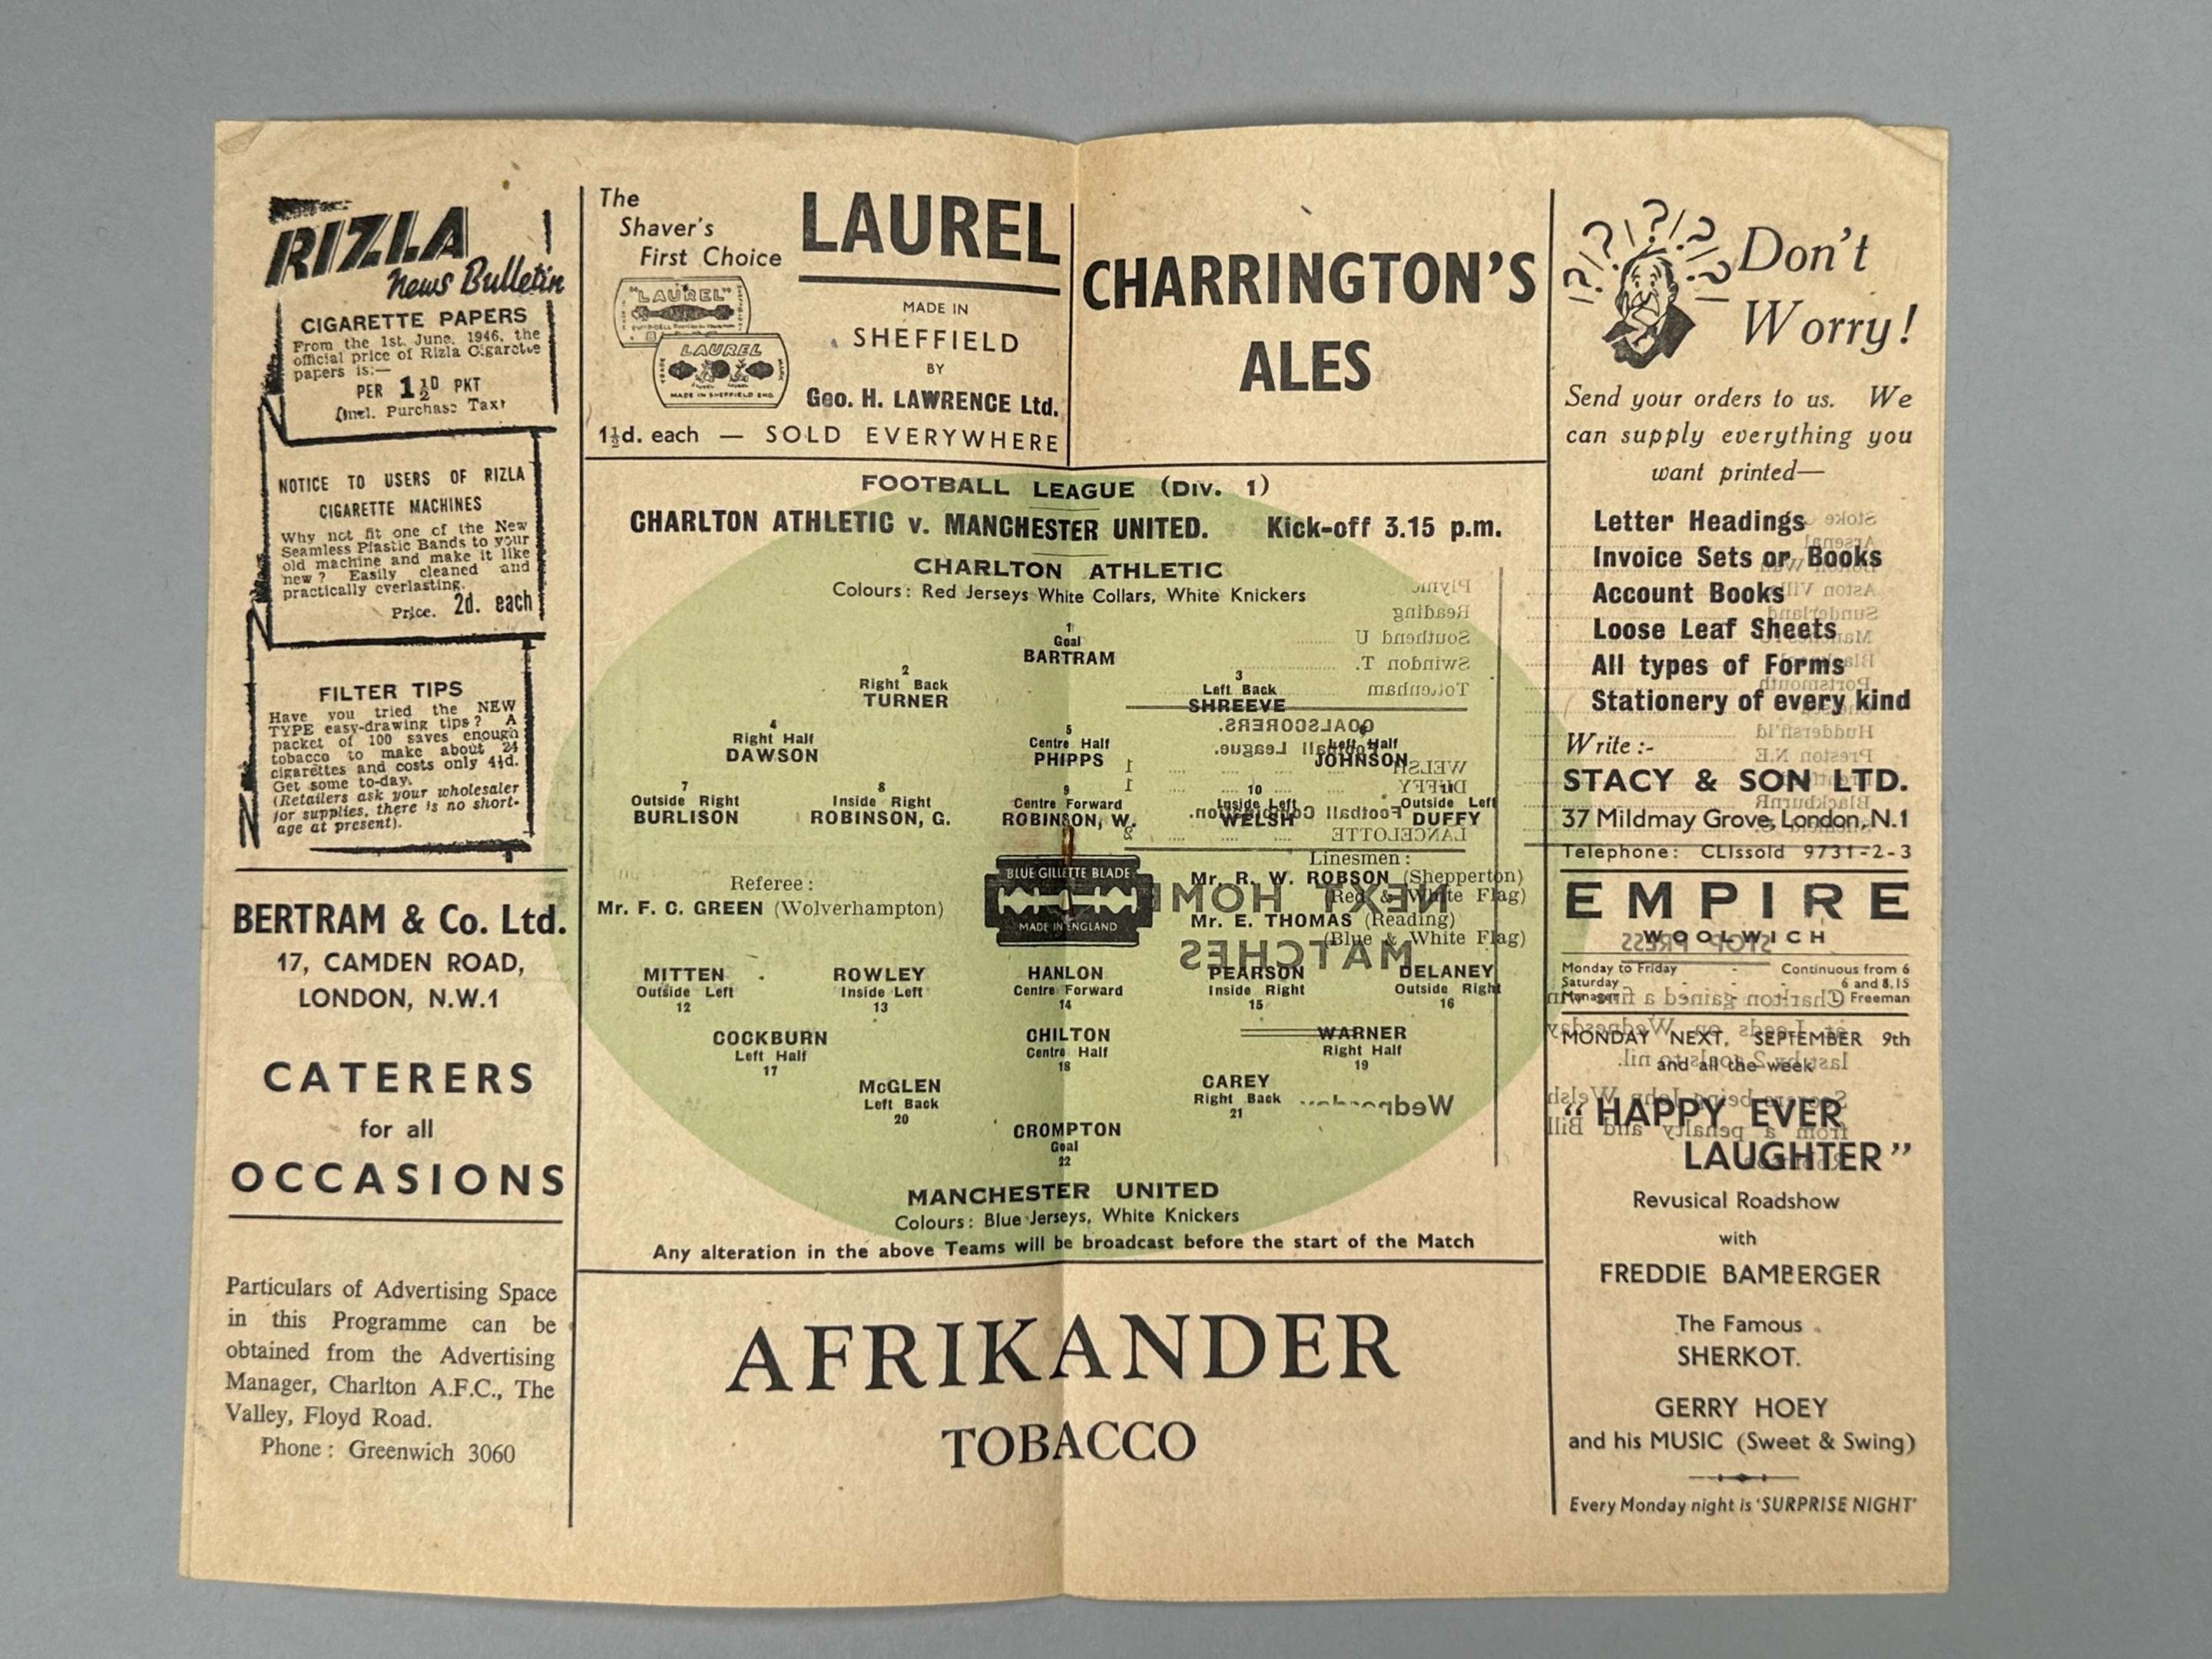 RIZLA
News Bulletin
CIGARETTE PAPERS
From the 1st. June, 1946, the
official price of Rizla Cigarette
papers is:—
PER 1½D PKT
(incl. Purchase Tax)
NOTICE TO USERS OF RIZLA
CIGARETTE MACHINES
Why not fit one of the New
Seamless Plastic Bands to your
old machine and make it like
new? Easily cleaned and
practically everlasting.
Price. 2d. each
FILTER TIPS
Have you tried the NEW
TYPE easy-drawing tips? A
packet of 100 saves enough
tobacco to make about 24
cigarettes and costs only 4½d.
Get some to-day.
(Retailers ask your wholesaler
for supplies, there is no short-
age at present).
BERTRAM & Co. Ltd.
17, CAMDEN ROAD,
LONDON, N.W.1
CATERERS
for all
OCCASIONS
Particulars of Advertising Space
in this Programme can be
obtained from the Advertising
Manager, Charlton A.F.C., The
Valley, Floyd Road.
Phone: Greenwich 3060
The
Shaver's
First Choice
LAUREL
"LAUREL"
LAUREL
MADE IN SHEFFIELD ENG.
MADE IN
SHEFFIELD
BY
Geo. H. LAWRENCE Ltd.
1½d. each — SOLD EVERYWHERE
CHARRINGTON'S
ALES
FOOTBALL LEAGUE (Div. 1)
CHARLTON ATHLETIC v. MANCHESTER UNITED. Kick-off 3.15 p.m.
CHARLTON ATHLETIC
Colours: Red Jerseys White Collars, White Knickers
1
Goal
BARTRAM
2 3
Right Back Left Back
TURNER SHREEVE
4 5 6
Right Half Centre Half Left Half
DAWSON PHIPPS JOHNSON
7 8 9 10 11
Outside Right Inside Right Centre Forward Inside Left Outside Left
BURLISON ROBINSON, G. ROBINSON, W. WELSH DUFFY
Referee:
Mr. F. C. GREEN (Wolverhampton)
BLUE GILLETTE BLADE
MADE IN ENGLAND
Linesmen:
Mr. R. W. ROBSON (Shepperton)
(Red & White Flag)
Mr. E. THOMAS (Reading)
(Blue & White Flag)
MITTEN ROWLEY HANLON PEARSON DELANEY
Outside Left Inside Left Centre Forward Inside Right Outside Right
12 13 14 15 16
COCKBURN CHILTON WARNER
Left Half Centre Half Right Half
17 18 19
McGLEN CAREY
Left Back Right Back
20 21
CROMPTON
Goal
22
MANCHESTER UNITED
Colours: Blue Jerseys, White Knickers
Any alteration in the above Teams will be broadcast before the start of the Match
AFRIKANDER
TOBACCO
Don't
Worry!
Send your orders to us. We
can supply everything you
want printed—
Letter Headings
Invoice Sets or Books
Account Books
Loose Leaf Sheets
All types of Forms
Stationery of every kind
Write:-
STACY & SON LTD.
37 Mildmay Grove, London, N.1
Telephone: CLIssold 9731-2-3
EMPIRE
WOOLWICH
Monday to Friday - Continuous from 6
Saturday - - - 6 and 8.15
Manager - - Freeman
MONDAY NEXT, SEPTEMBER 9th
and all the week
"HAPPY EVER
LAUGHTER"
Revusical Roadshow
with
FREDDIE BAMBERGER
The Famous
SHERKOT.
GERRY HOEY
and his MUSIC (Sweet & Swing)
Every Monday night is 'SURPRISE NIGHT'